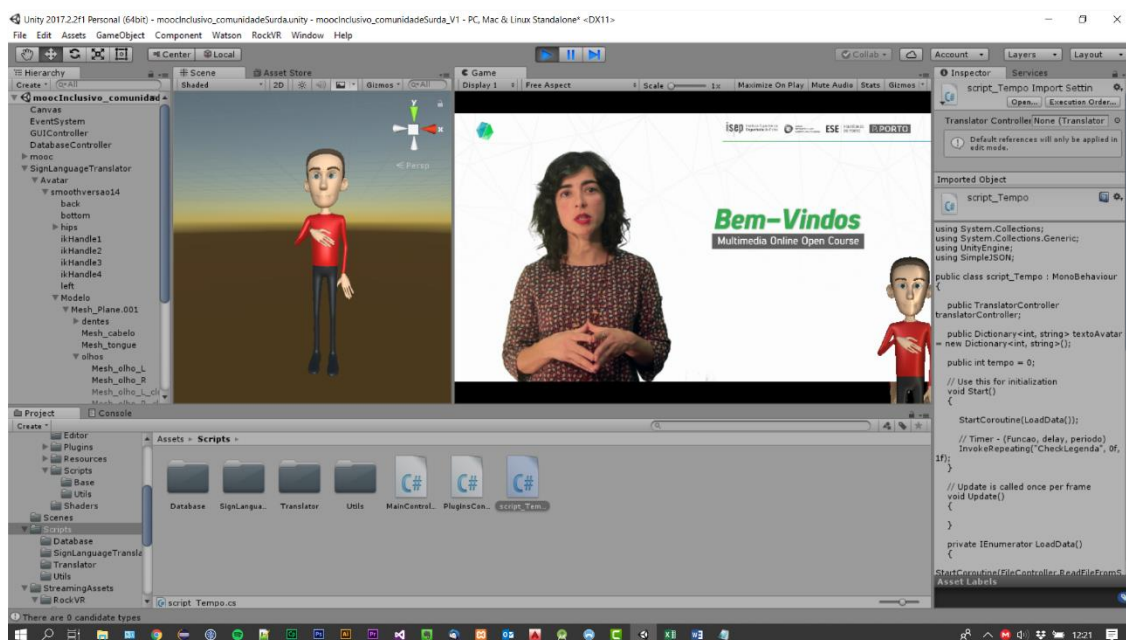 Unity 2017.2.2f1 Personal (64bit) - moocInclusivo_comunidadeSurda.unity - moocInclusivo_comunidadeSurda_V1 - PC, Mac & Linux Standalone* <DX11>
File Edit Assets GameObject Component Watson RockVR Window Help
Center Local
Collab Account Layers Layout
Hierarchy
Create All
moocInclusivo_comunidad
Canvas
EventSystem
GUIController
DatabaseController
mooc
SignLanguageTranslator
Avatar
smoothversao14
back
bottom
hips
ikHandle1
ikHandle2
ikHandle3
ikHandle4
left
Modelo
Mesh_Plane.001
dentes
Mesh_cabelo
Mesh_tongue
olhos
Mesh_olho_L
Mesh_olho_R
Scene Asset Store
Shaded 2D Gizmos All
y
x
Persp
Game
Display 1 Free Aspect Scale 1x Maximize On Play Mute Audio Stats Gizmos
isep ESE P.PORTO
Bem-Vindos
Multimedia Online Open Course
Inspector Services
script_Tempo Import Settin
Open... Execution Order...
Translator Controlle None (Translator
Default references will only be applied in
edit mode.
Imported Object
script_Tempo
using System.Collections;
using System.Collections.Generic;
using UnityEngine;
using SimpleJSON;
public class script_Tempo : MonoBehaviour
{
public TranslatorController
translatorController;
public Dictionary<int, string> textoAvatar
= new Dictionary<int, string>();
public int tempo = 0;
// Use this for initialization
void Start()
{
StartCoroutine(LoadData());
// Timer - (Funcao, delay, periodo)
InvokeRepeating("CheckLegenda", 0f,
1f);
}
// Update is called once per frame
void Update()
{
}
private IEnumerator LoadData()
{
StartCoroutine(FileController.ReadFileFromS
Asset Labels
Project Console
Create
Editor
Plugins
Resources
Scripts
Base
Utils
Shaders
Scenes
Scripts
Database
SignLanguageTransla
Translator
Utils
StreamingAssets
RockVR
Assets Scripts
Database SignLangua... Translator Utils MainControl... PluginsCon... script_Tem...
script_Tempo.cs
There are 0 candidate types
12:21